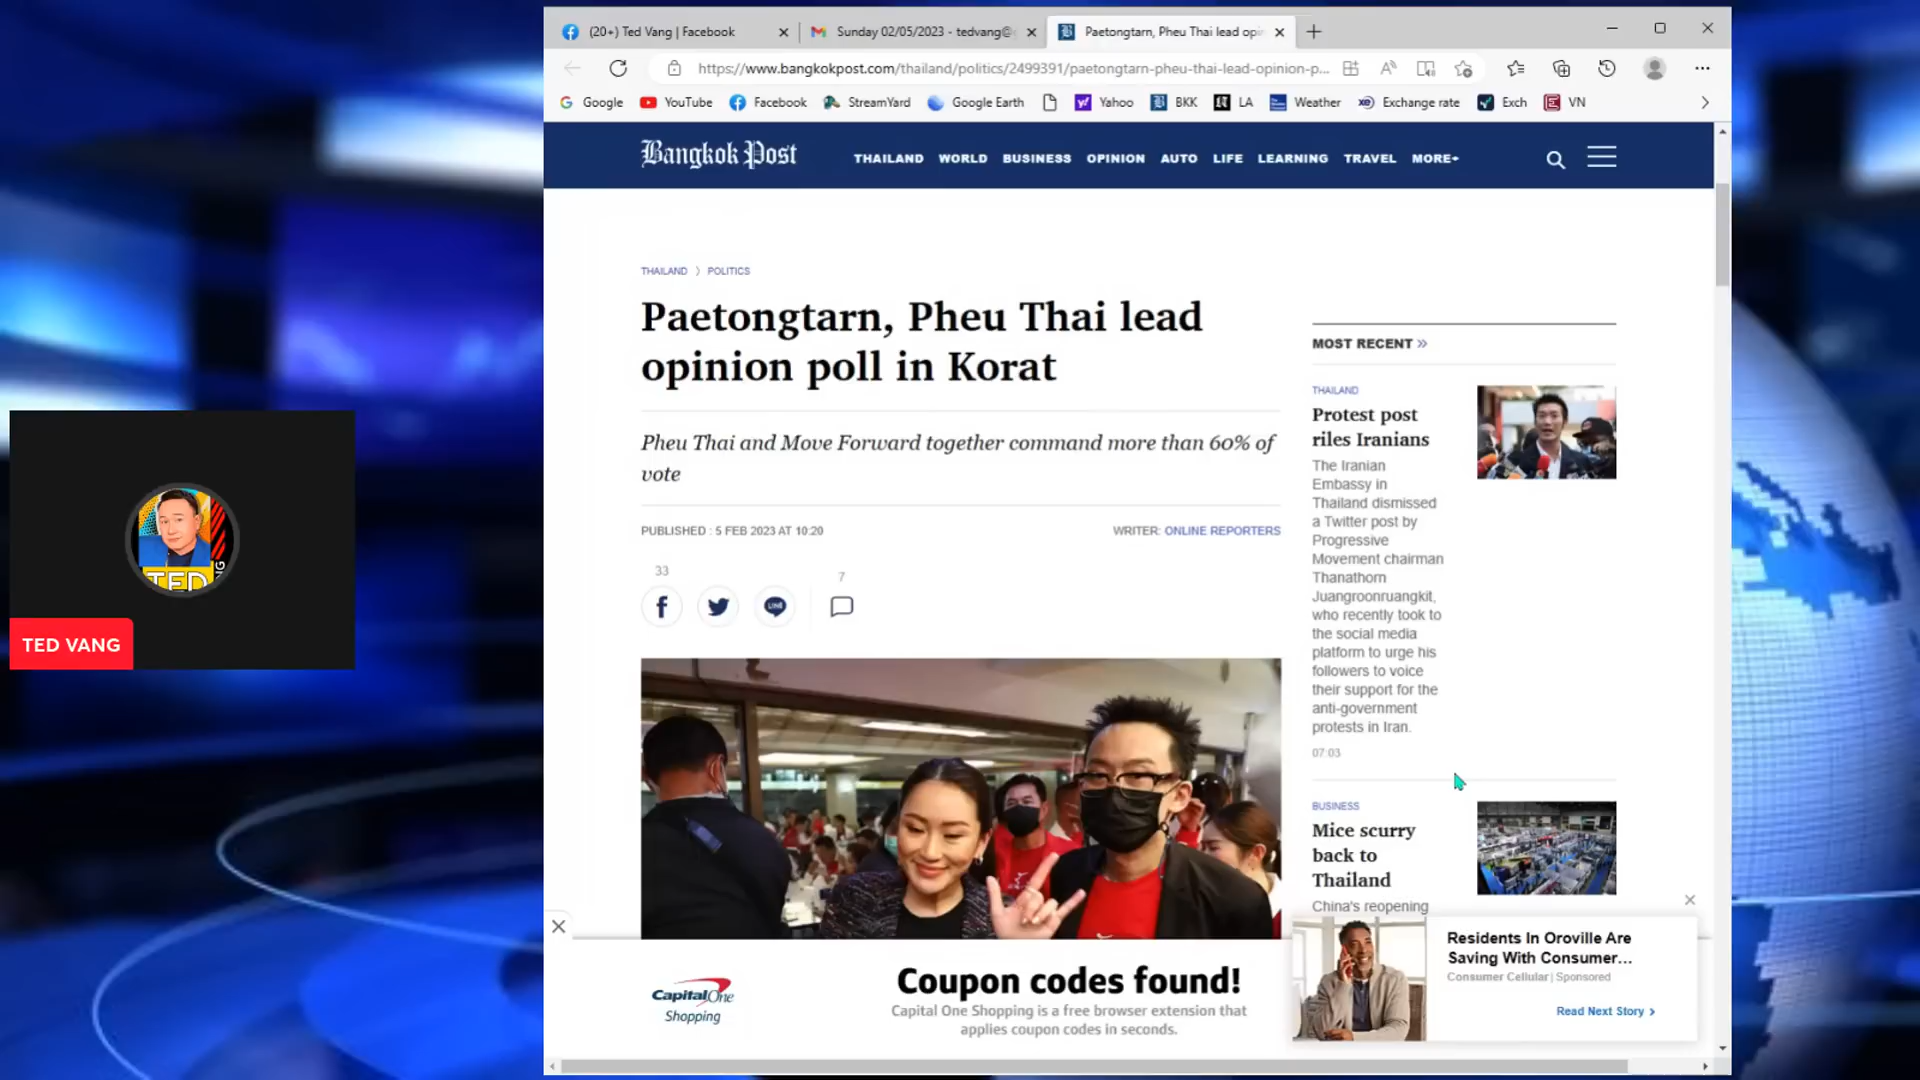 (20+) Ted Vang | Facebook
Sunday 02/05/2023 - tedvang@
Paetongtarn, Pheu Thai lead opi
https://www.bangkokpost.com/thailand/politics/2499391/paetongtarn-pheu-thai-lead-opinion-p...
Google YouTube Facebook StreamYard Google Earth Yahoo BKK LA Weather Exchange rate Exch VN
Bangkok Post
THAILAND WORLD BUSINESS OPINION AUTO LIFE LEARNING TRAVEL MORE+
THAILAND > POLITICS
Paetongtarn, Pheu Thai lead
opinion poll in Korat
Pheu Thai and Move Forward together command more than 60% of
vote
PUBLISHED : 5 FEB 2023 AT 10:20
WRITER: ONLINE REPORTERS
33
7
LINE
MOST RECENT »
THAILAND
Protest post
riles Iranians
The Iranian
Embassy in
Thailand dismissed
a Twitter post by
Progressive
Movement chairman
Thanathorn
Juangroonruangkit,
who recently took to
the social media
platform to urge his
followers to voice
their support for the
anti-government
protests in Iran.
07:03
BUSINESS
Mice scurry
back to
Thailand
China's reopening
TED
NG
TED VANG
Capital One
Shopping
Coupon codes found!
Capital One Shopping is a free browser extension that
applies coupon codes in seconds.
Residents In Oroville Are
Saving With Consumer...
Consumer Cellular | Sponsored
Read Next Story >